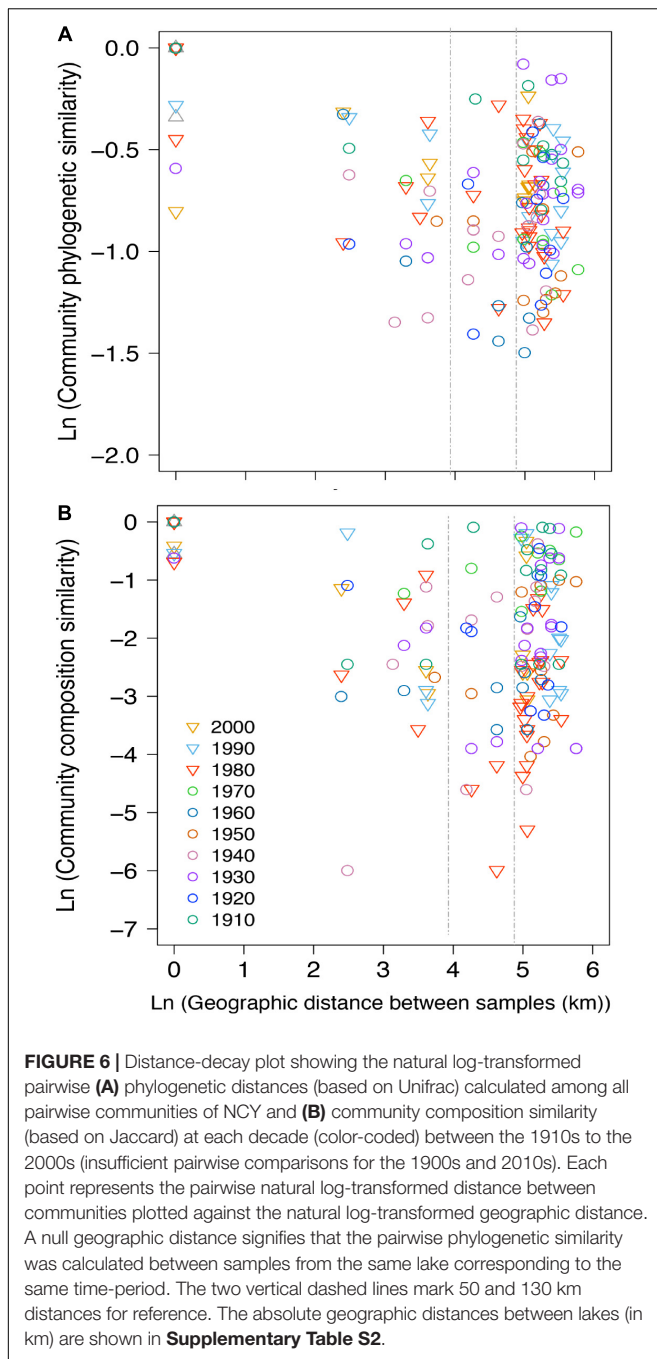 A
0.0
−0.5
−1.0
−1.5
−2.0
Ln (Community phylogenetic similarity)
B
0
−1
−2
−3
−4
−5
−6
−7
Ln (Community composition similarity)
2000
1990
1980
1970
1960
1950
1940
1930
1920
1910
0 1 2 3 4 5 6
Ln (Geographic distance between samples (km))
FIGURE 6 | Distance-decay plot showing the natural log-transformed
pairwise (A) phylogenetic distances (based on Unifrac) calculated among all
pairwise communities of NCY and (B) community composition similarity
(based on Jaccard) at each decade (color-coded) between the 1910s to the
2000s (insufficient pairwise comparisons for the 1900s and 2010s). Each
point represents the pairwise natural log-transformed distance between
communities plotted against the natural log-transformed geographic distance.
A null geographic distance signifies that the pairwise phylogenetic similarity
was calculated between samples from the same lake corresponding to the
same time-period. The two vertical dashed lines mark 50 and 130 km
distances for reference. The absolute geographic distances between lakes (in
km) are shown in Supplementary Table S2.